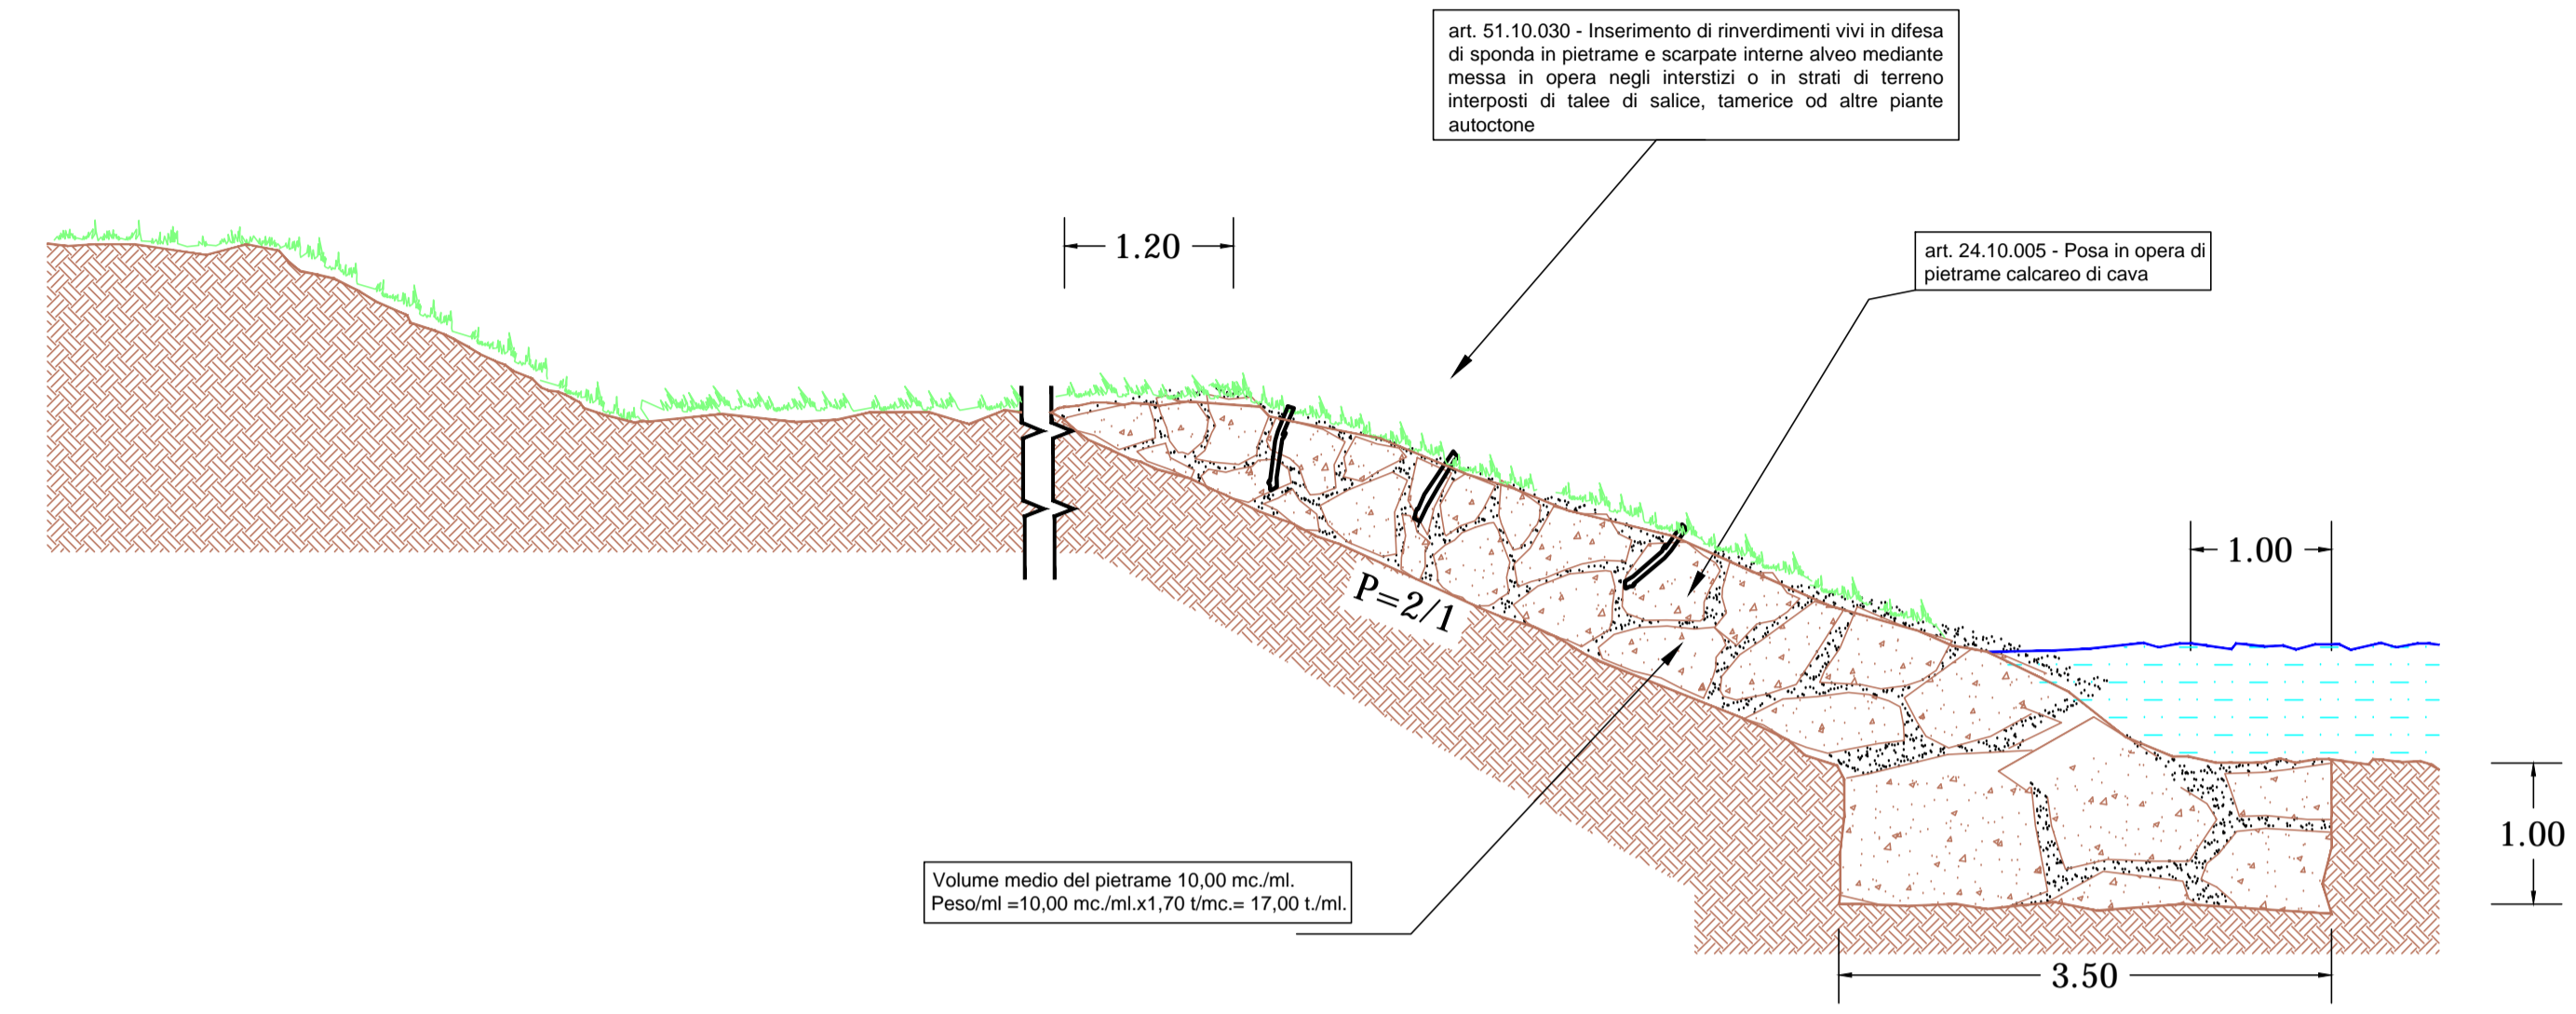 art. 51.10.030 - Inserimento di rinverdimenti vivi in difesa
di sponda in pietrame e scarpate interne alveo mediante
messa in opera negli interstizi o in strati di terreno
interposti di talee di salice, tamerice od altre piante
autoctone
1.20
art. 24.10.005 - Posa in opera di
pietrame calcareo di cava
1.00
P=2/1
1.00
Volume medio del pietrame 10,00 mc./ml.
Peso/ml =10,00 mc./ml.x1,70 t/mc.= 17,00 t./ml.
3.50